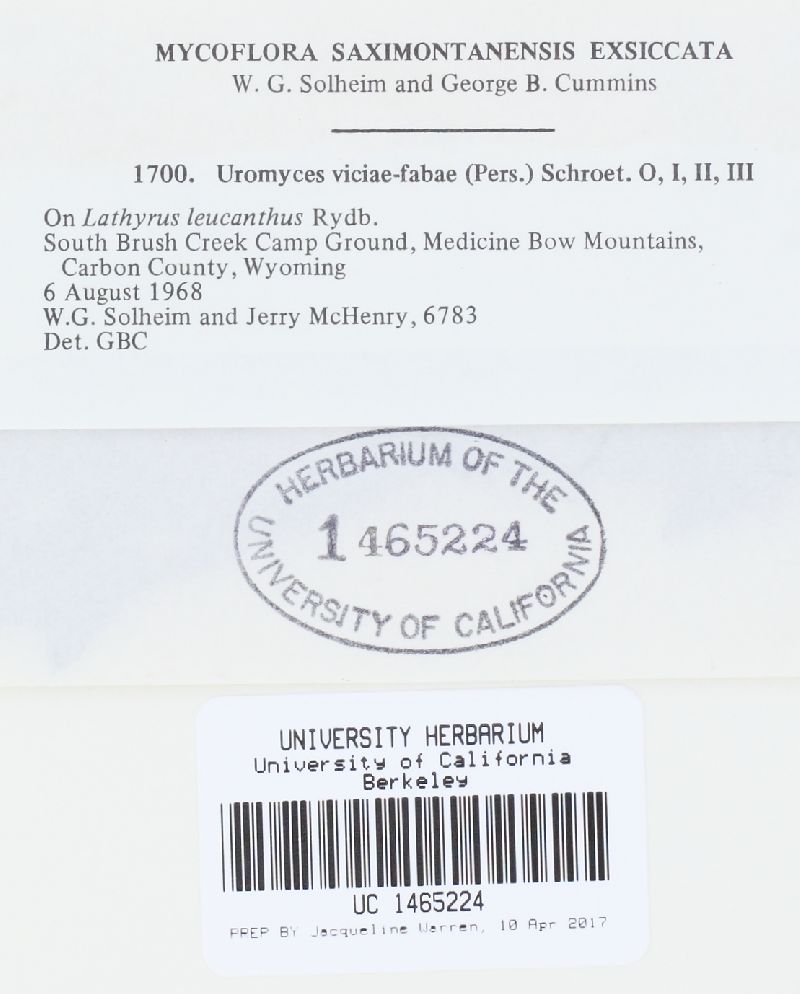 MYCOFLORA SAXIMONTANENSIS EXSICCATA
W. G. Solheim and George B. Cummins
1700. Uromyces viciae-fabae (Pers.) Schroet. O, I, II, III
On Lathyrus leucanthus Rydb.
South Brush Creek Camp Ground, Medicine Bow Mountains,
Carbon County, Wyoming
6 August 1968
W.G. Solheim and Jerry McHenry, 6783
Det. GBC
HERBARIUM OF THE
1465224
UNIVERSITY OF CALIFORNIA
UNIVERSITY HERBARIUM
University of California
Berkeley
UC 1465224
PREP BY Jacqueline Warren, 10 Apr 2017